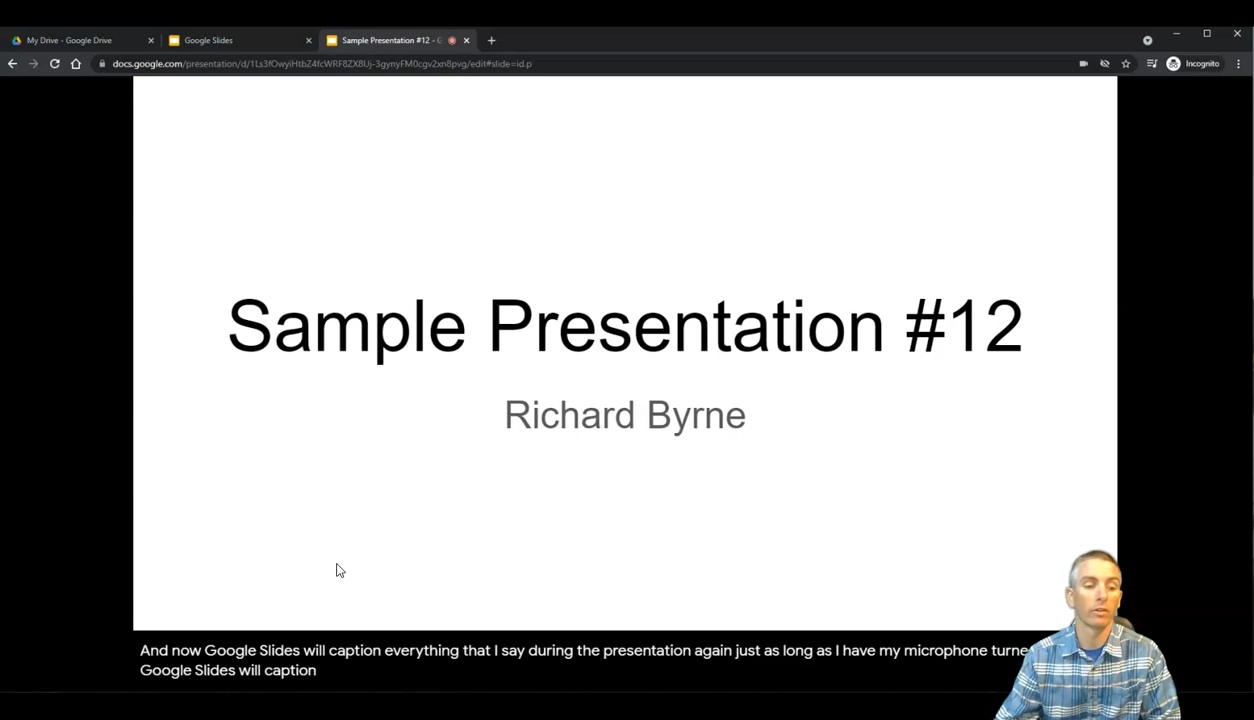 My Drive - Google Drive
Google Slides
Sample Presentation #12 - G
docs.google.com/presentation/d/1Ls3fOwyiHtbZ4fcWRF8ZX8Uj-3gynyFM0cgv2xn8pvg/edit#slide=id.p
Incognito
Sample Presentation #12
Richard Byrne
And now Google Slides will caption everything that I say during the presentation again just as long as I have my microphone turne
Google Slides will caption